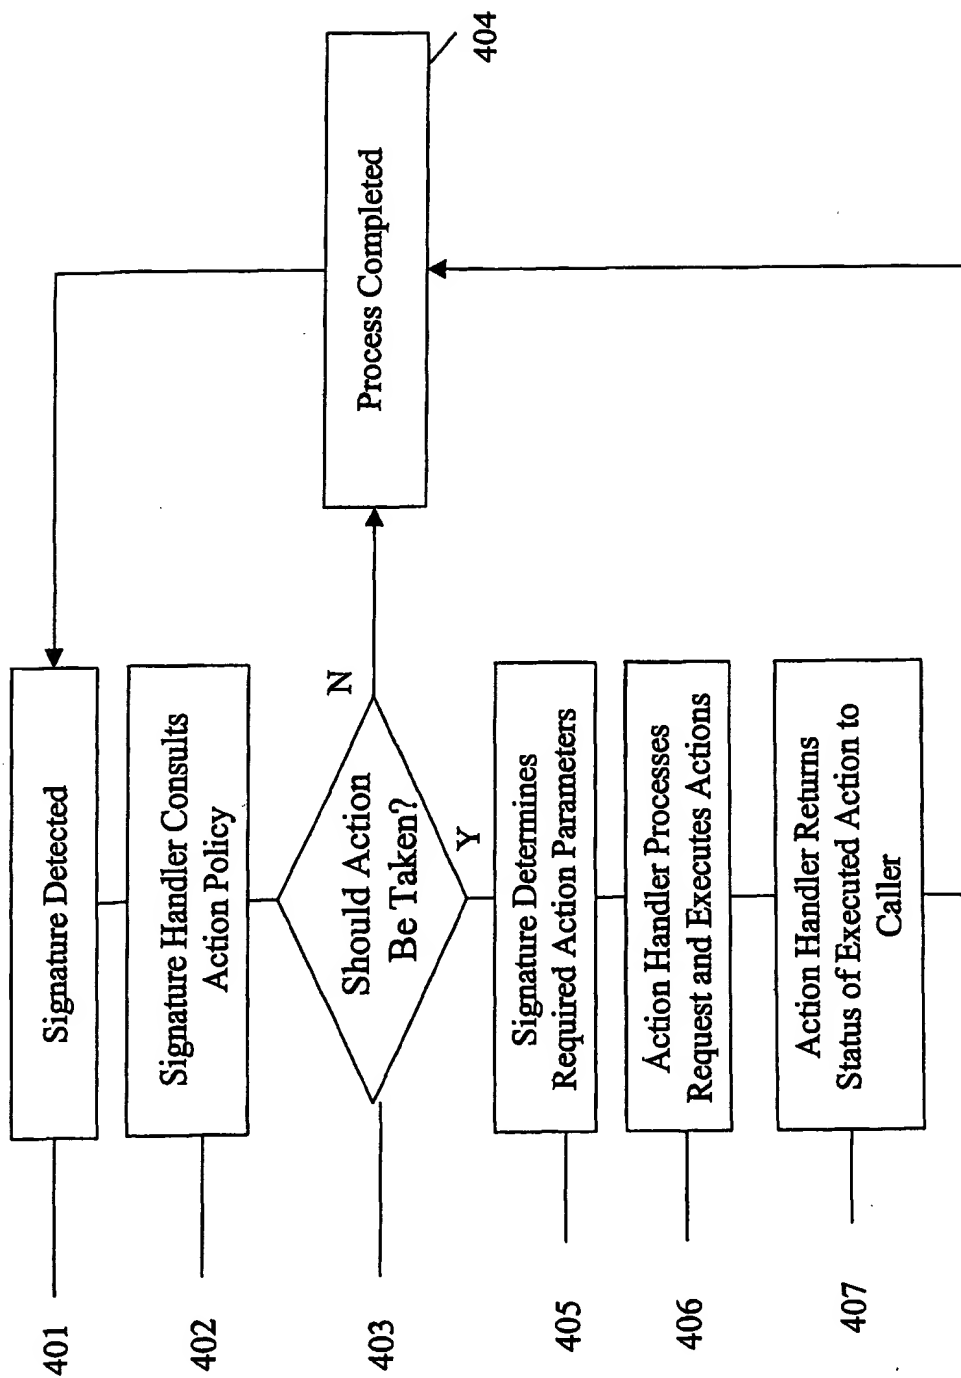 401
Signature Detected
402
Signature Handler Consults
Action Policy
403
Should Action
Be Taken?
N
Y
Process Completed
404
405
Signature Determines
Required Action Parameters
406
Action Handler Processes
Request and Executes Actions
407
Action Handler Returns
Status of Executed Action to
Caller